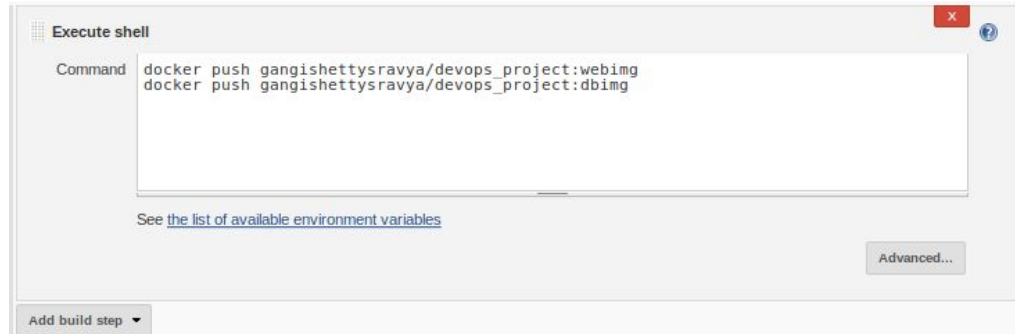 X
Execute shell
?
Command
docker push gangishettysravya/devops_project:webimg
docker push gangishettysravya/devops_project:dbimg
See the list of available environment variables
Advanced...
Add build step